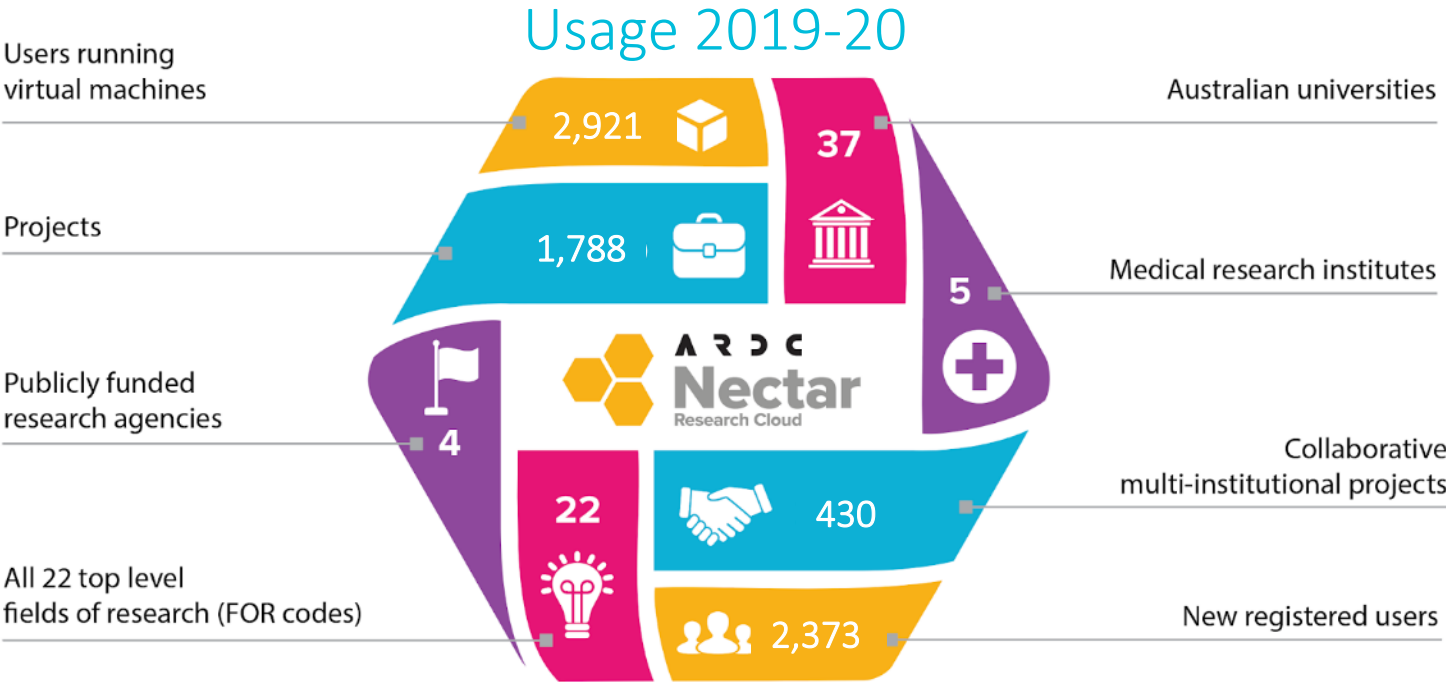 Usage 2019-20
Users running
virtual machines
2,921
37
Australian universities
Projects
1,788
5
Medical research institutes
ARDC
Nectar
Research Cloud
Publicly funded
research agencies
4
Collaborative
multi-institutional projects
22
430
All 22 top level
fields of research (FOR codes)
2,373
New registered users